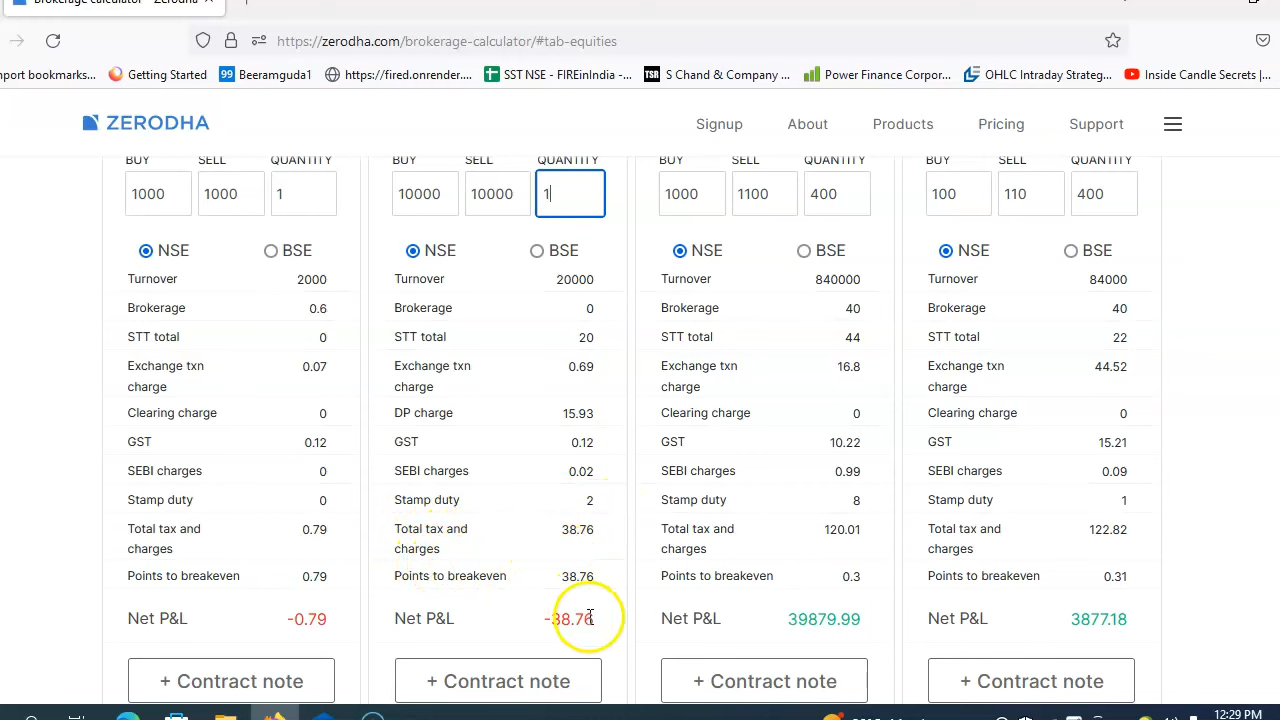 Brokerage calculator - Zerodha
https://zerodha.com/brokerage-calculator/#tab-equities
mport bookmarks...
Getting Started
99 Beeramguda1
https://fired.onrender....
SST NSE - FIREinIndia -...
TSR S Chand & Company ...
Power Finance Corpor...
OHLC Intraday Strateg...
Inside Candle Secrets |...
ZERODHA
Signup
About
Products
Pricing
Support
BUY SELL QUANTITY
1000 1000 1
NSE BSE
Turnover 2000
Brokerage 0.6
STT total 0
Exchange txn 0.07
charge
Clearing charge 0
GST 0.12
SEBI charges 0
Stamp duty 0
Total tax and 0.79
charges
Points to breakeven 0.79
Net P&L -0.79
+ Contract note
BUY SELL QUANTITY
10000 10000 1
NSE BSE
Turnover 20000
Brokerage 0
STT total 20
Exchange txn 0.69
charge
DP charge 15.93
GST 0.12
SEBI charges 0.02
Stamp duty 2
Total tax and 38.76
charges
Points to breakeven 38.76
Net P&L -38.76
+ Contract note
BUY SELL QUANTITY
1000 1100 400
NSE BSE
Turnover 840000
Brokerage 40
STT total 44
Exchange txn 16.8
charge
Clearing charge 0
GST 10.22
SEBI charges 0.99
Stamp duty 8
Total tax and 120.01
charges
Points to breakeven 0.3
Net P&L 39879.99
+ Contract note
BUY SELL QUANTITY
100 110 400
NSE BSE
Turnover 84000
Brokerage 40
STT total 22
Exchange txn 44.52
charge
Clearing charge 0
GST 15.21
SEBI charges 0.09
Stamp duty 1
Total tax and 122.82
charges
Points to breakeven 0.31
Net P&L 3877.18
+ Contract note
12:29 PM